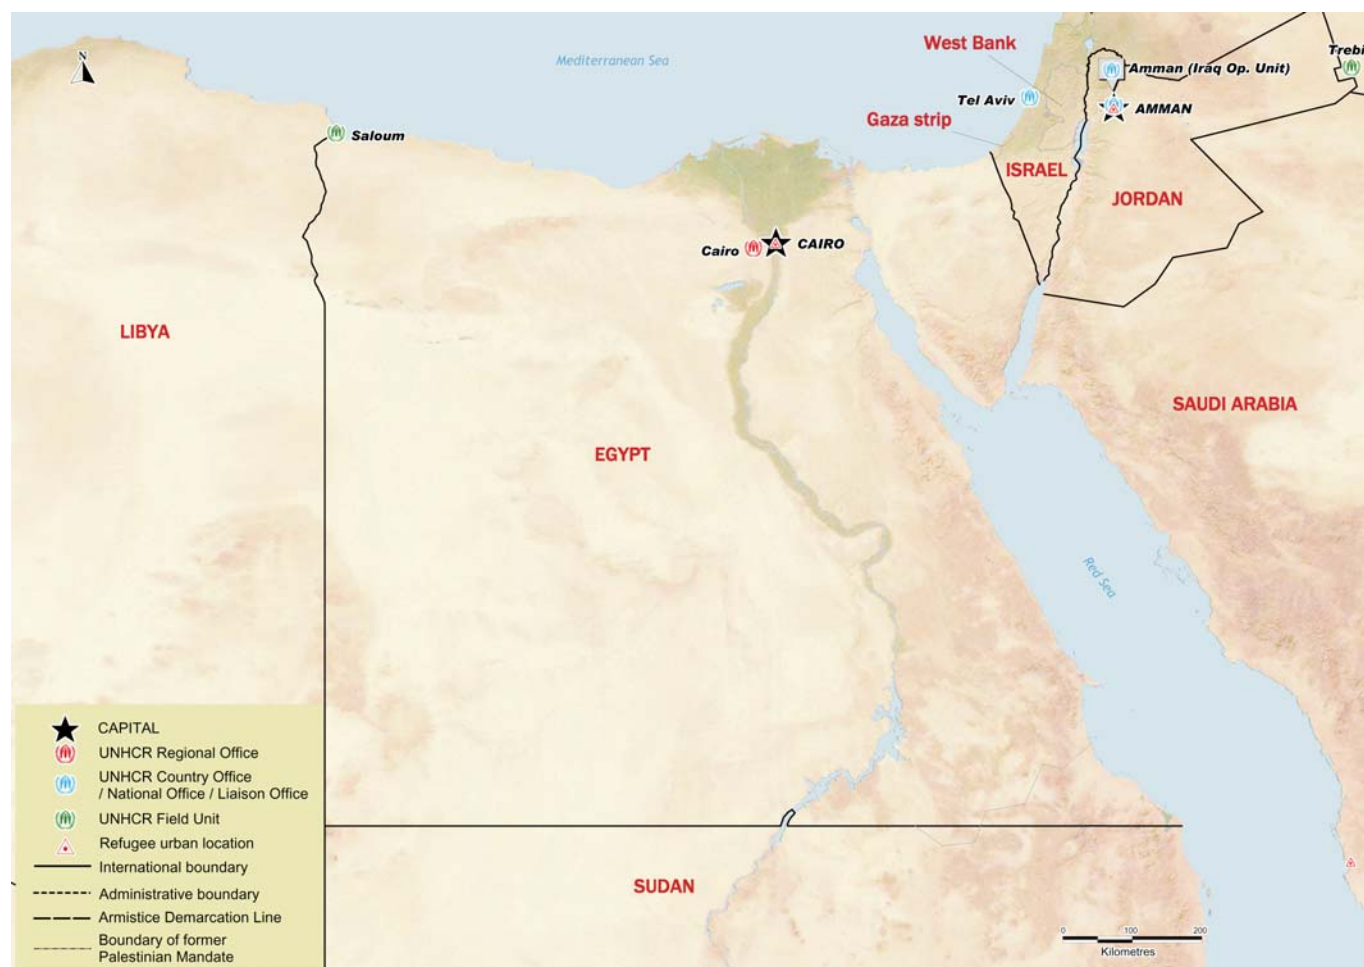 N
Mediterranean Sea
West Bank
Trebi
Amman (Iraq Op. Unit)
Tel Aviv
AMMAN
Gaza strip
Saloum
ISRAEL
JORDAN
Cairo
CAIRO
LIBYA
SAUDI ARABIA
EGYPT
Red Sea
CAPITAL
UNHCR Regional Office
UNHCR Country Office
/ National Office / Liaison Office
UNHCR Field Unit
Refugee urban location
International boundary
Administrative boundary
Armistice Demarcation Line
Boundary of former
Palestinian Mandate
SUDAN
0 100 200
Kilometres